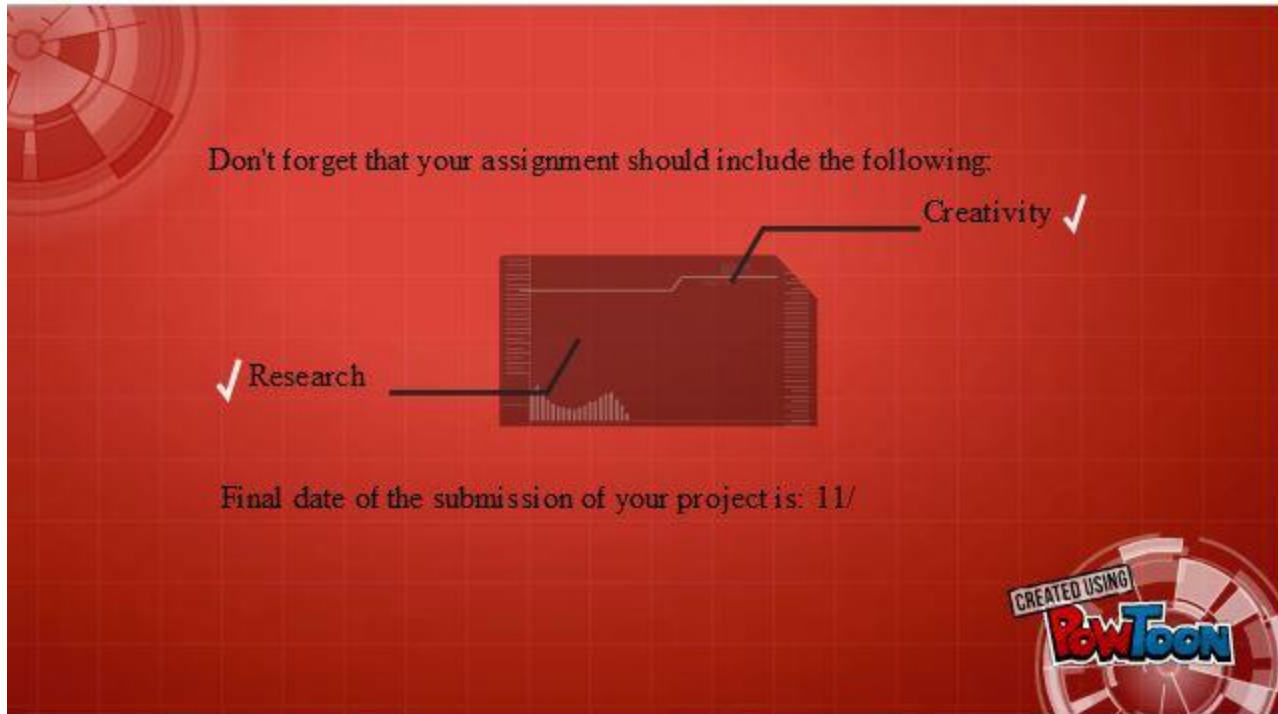 Don't forget that your assignment should include the following:
Creativity
Research
Final date of the submission of your project is: 11/
CREATED USING
POWTOON